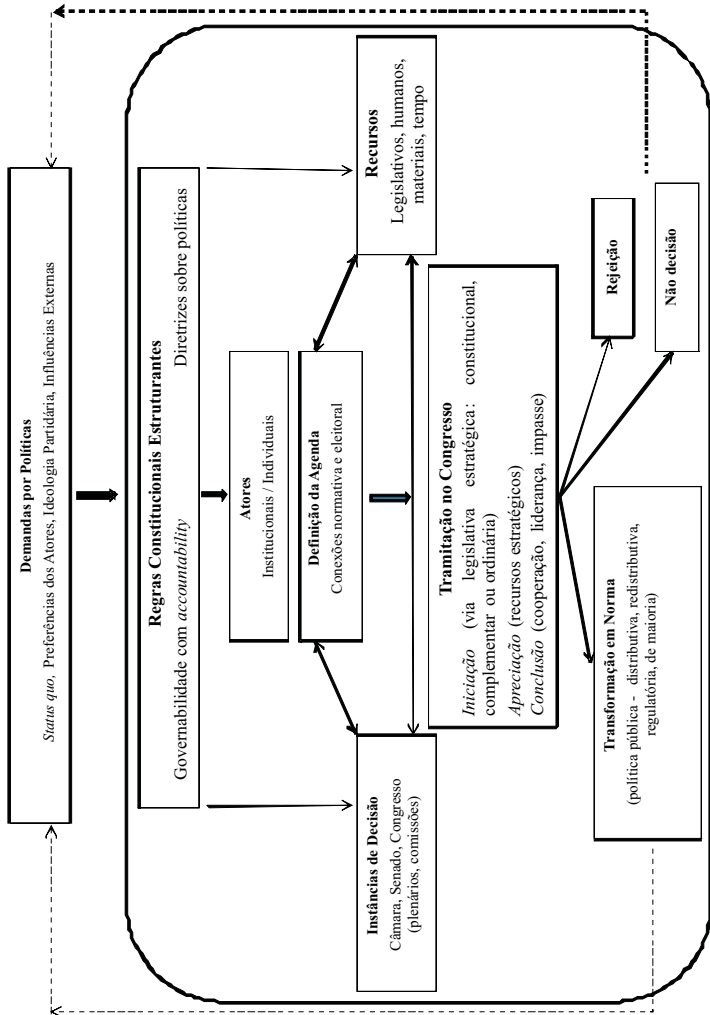 Demandas por Políticas
Status quo, Preferências dos Atores, Ideologia Partidária, Influências Externas
Regras Constitucionais Estruturantes
Governabilidade com accountability
Diretrizes sobre políticas
Atores
Institucionais / Individuais
Instâncias de Decisão
Câmara, Senado, Congresso
(plenários, comissões)
Definição da Agenda
Conexões normativa e eleitoral
Recursos
Legislativos, humanos,
materiais, tempo
Tramitação no Congresso
Iniciação (via legislativa estratégica: constitucional,
complementar ou ordinária)
Apreciação (recursos estratégicos)
Conclusão (cooperação, liderança, impasse)
Transformação em Norma
(política pública - distributiva, redistributiva,
regulatória, de maioria)
Rejeição
Não decisão